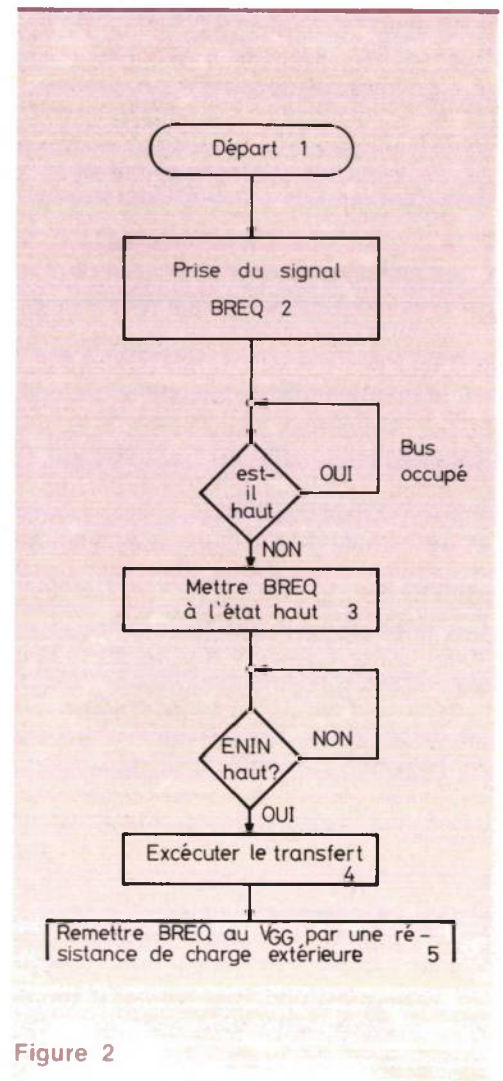 Départ 1
Prise du signal
BREQ 2
est-
il
haut
OUI
Bus
occupé
NON
Mettre BREQ
à l'état haut 3
ENIN
haut?
NON
OUI
Excécuter le transfert
4
Remettre BREQ au VGG par une ré-
sistance de charge extérieure 5
Figure 2